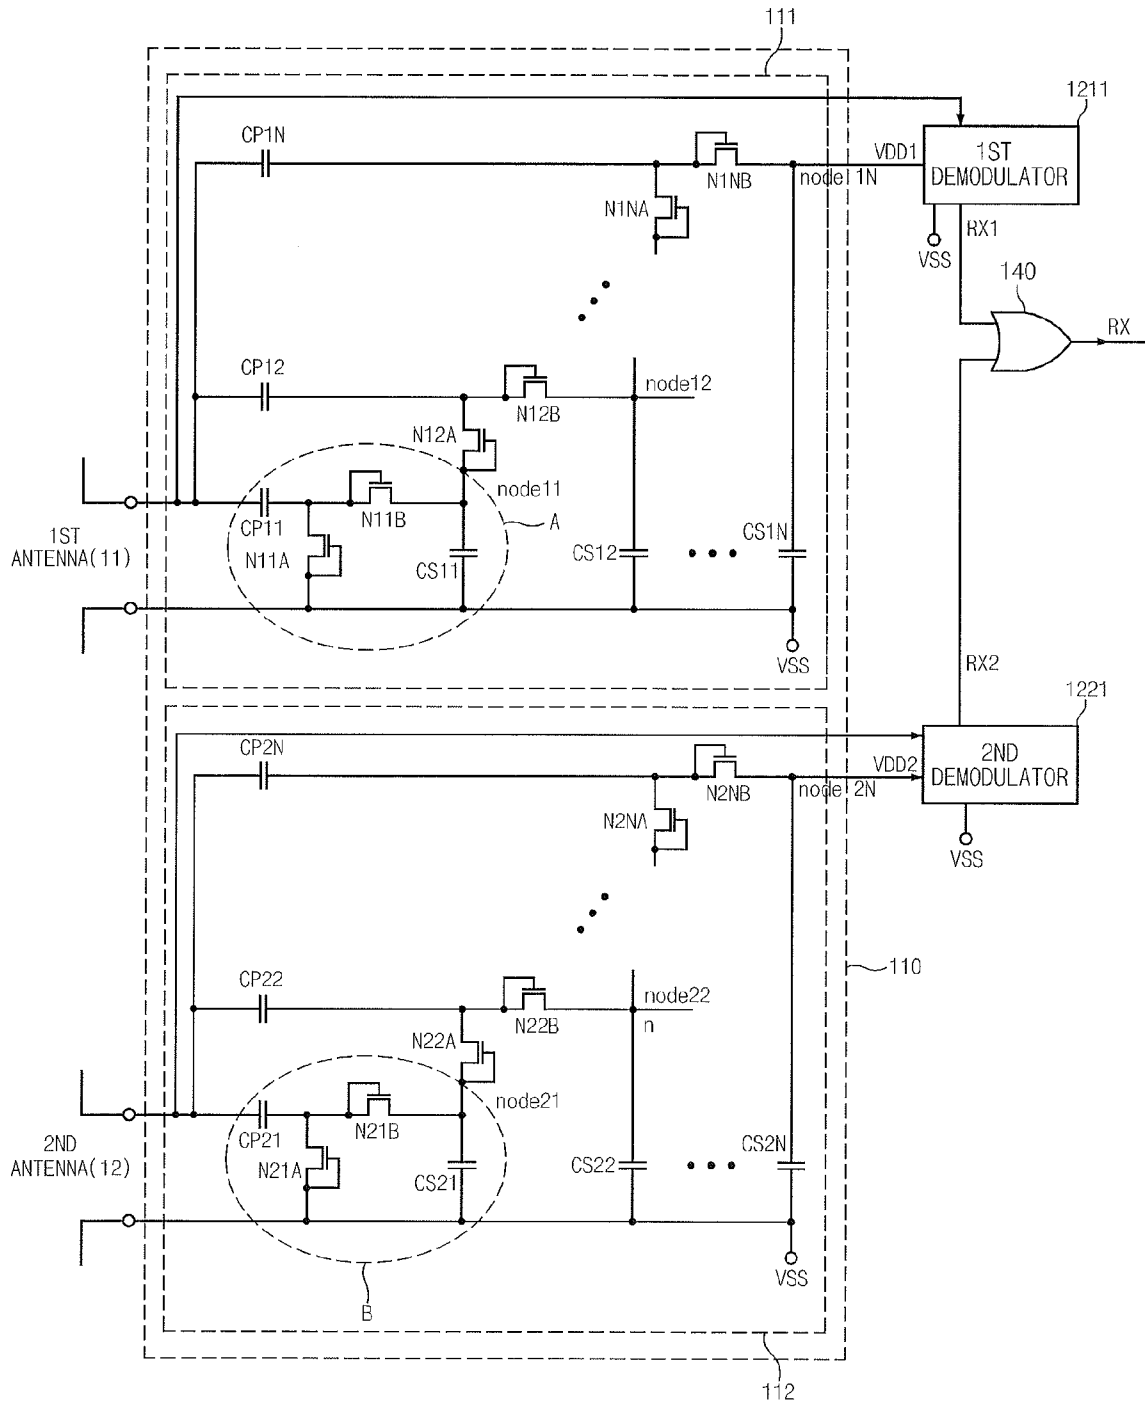 111
1211
CP1N
VDD1
1ST
DEMODULATOR
N1NB
node 1N
N1NA
RX1
VSS
140
RX
CP12
node12
N12B
N12A
node11
1ST
ANTENNA(11)
CP11
N11B
A
N11A
CS11
CS12
CS1N
VSS
RX2
1221
CP2N
VDD2
2ND
DEMODULATOR
N2NB
node 2N
N2NA
VSS
110
CP22
node22
N22B
n
N22A
node21
2ND
ANTENNA(12)
CP21
N21B
N21A
CS21
CS22
CS2N
VSS
B
112